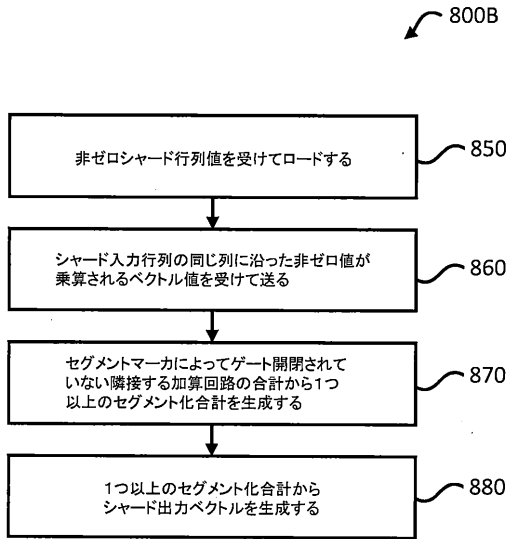 800B
非ゼロシャード行列値を受けてロードする
850
シャード入力行列の同じ列に沿った非ゼロ値が
乗算されるベクトル値を受けて送る
860
セグメントマーカによってゲート開閉されて
いない隣接する加算回路の合計から1つ
以上のセグメント化合計を生成する
870
1つ以上のセグメント化合計から
シャード出力ベクトルを生成する
880